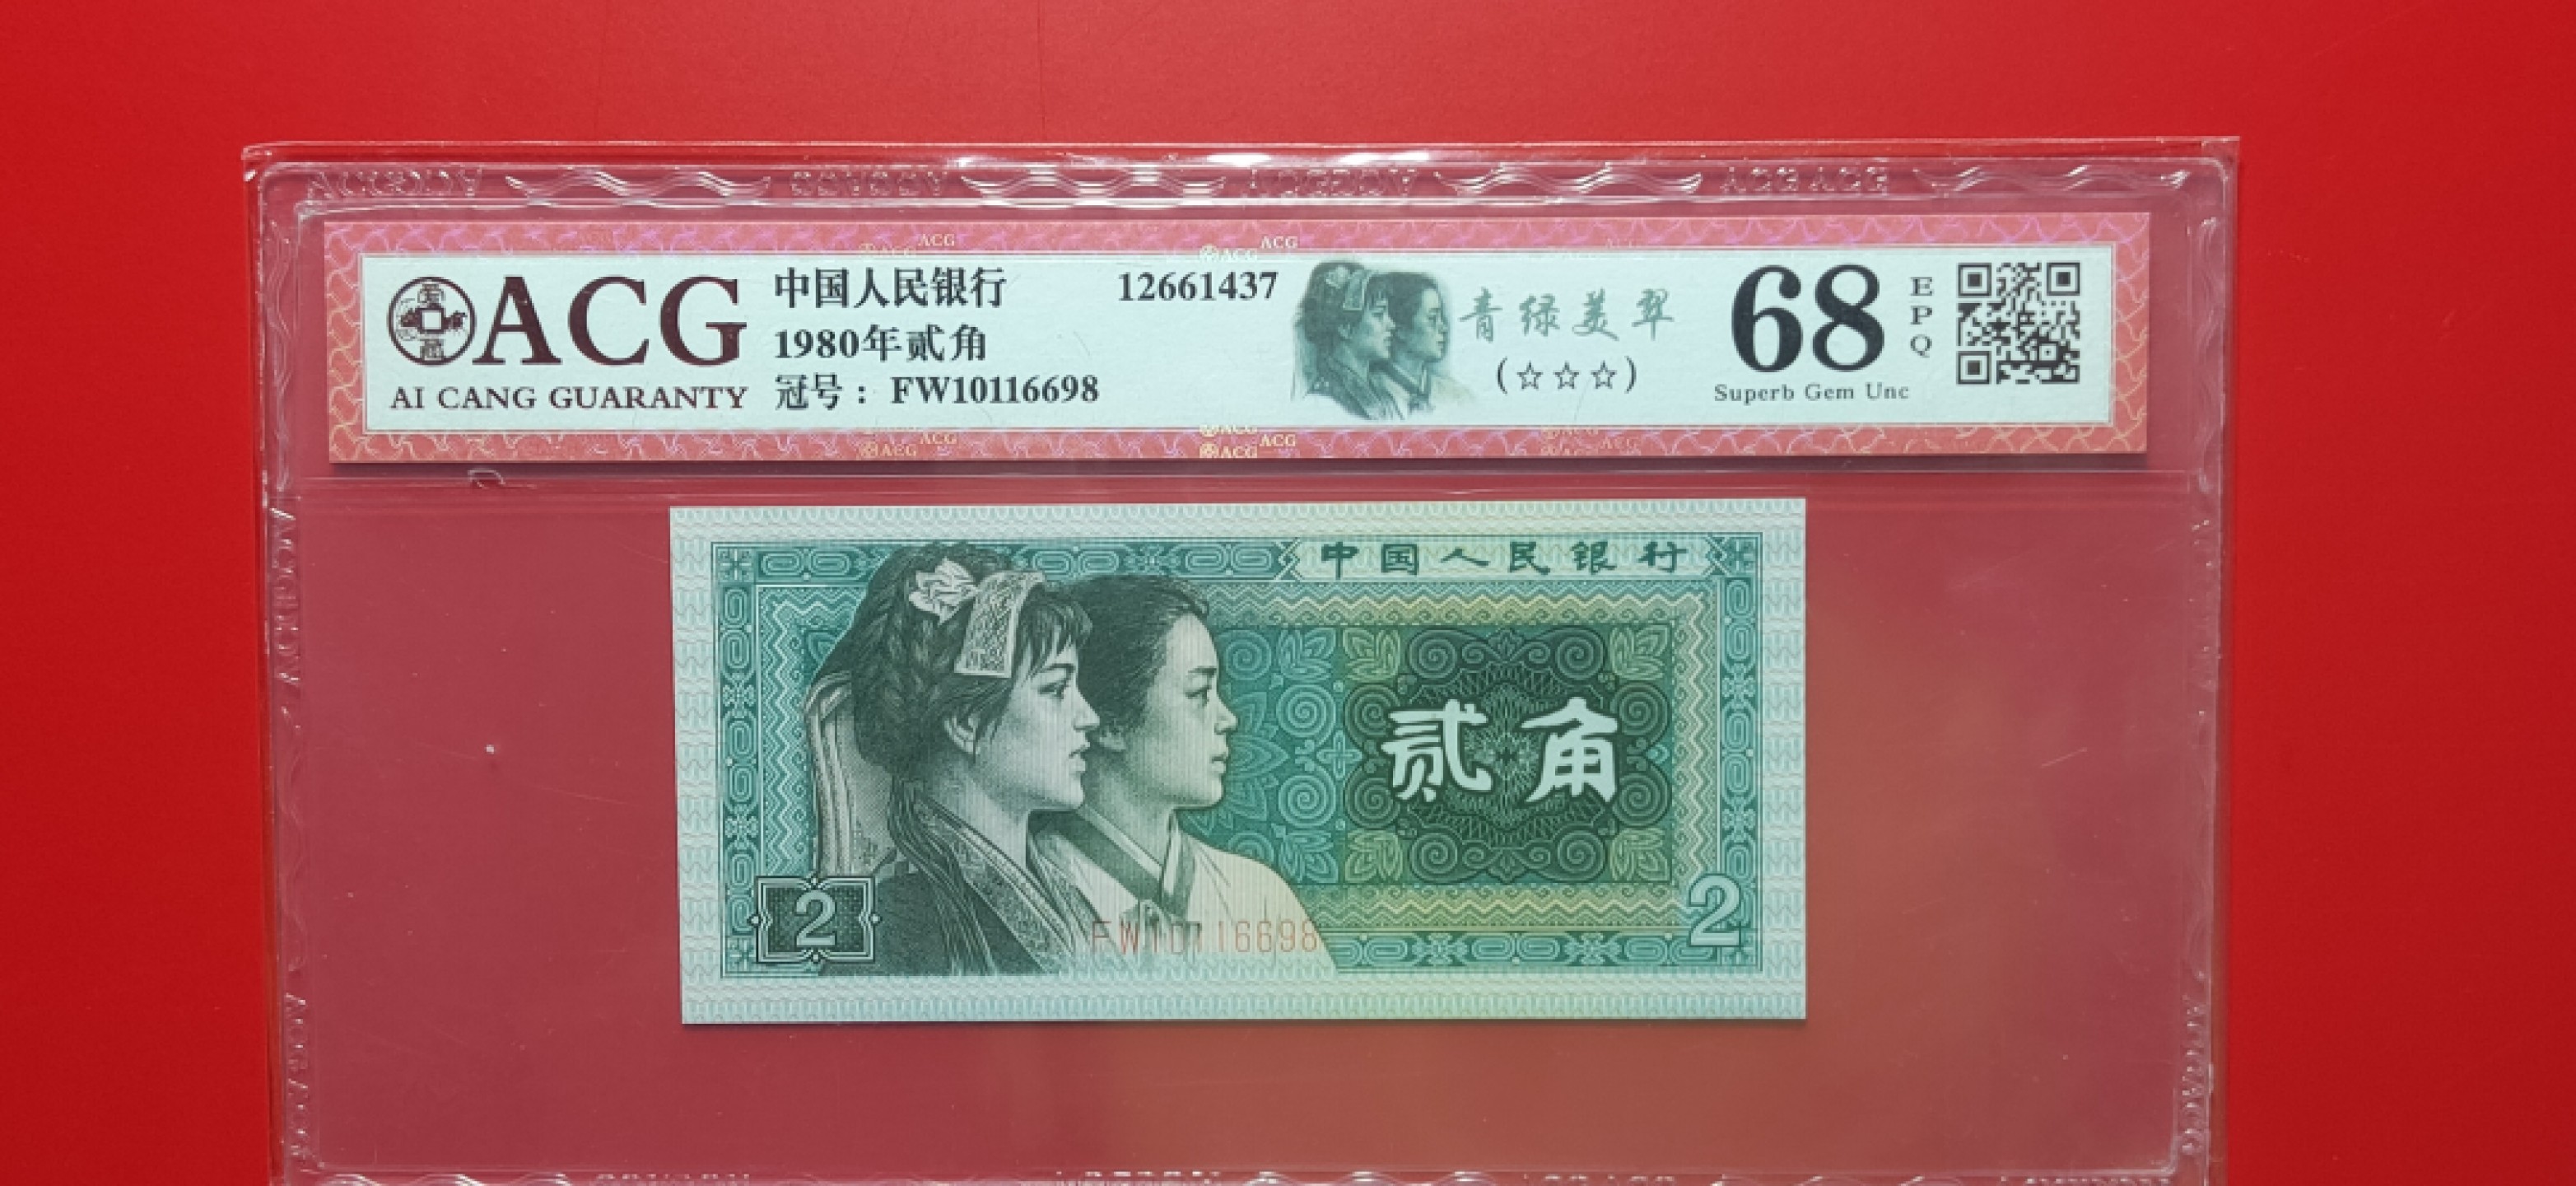 ACG
AI CANG GUARANTY
中国人民银行
1980年贰角
冠号：FW10116698
12661437
青绿美翠
(☆☆☆)
68
EPQ
Superb Gem Unc
中国人民银行
贰角
2
FW10116698
2